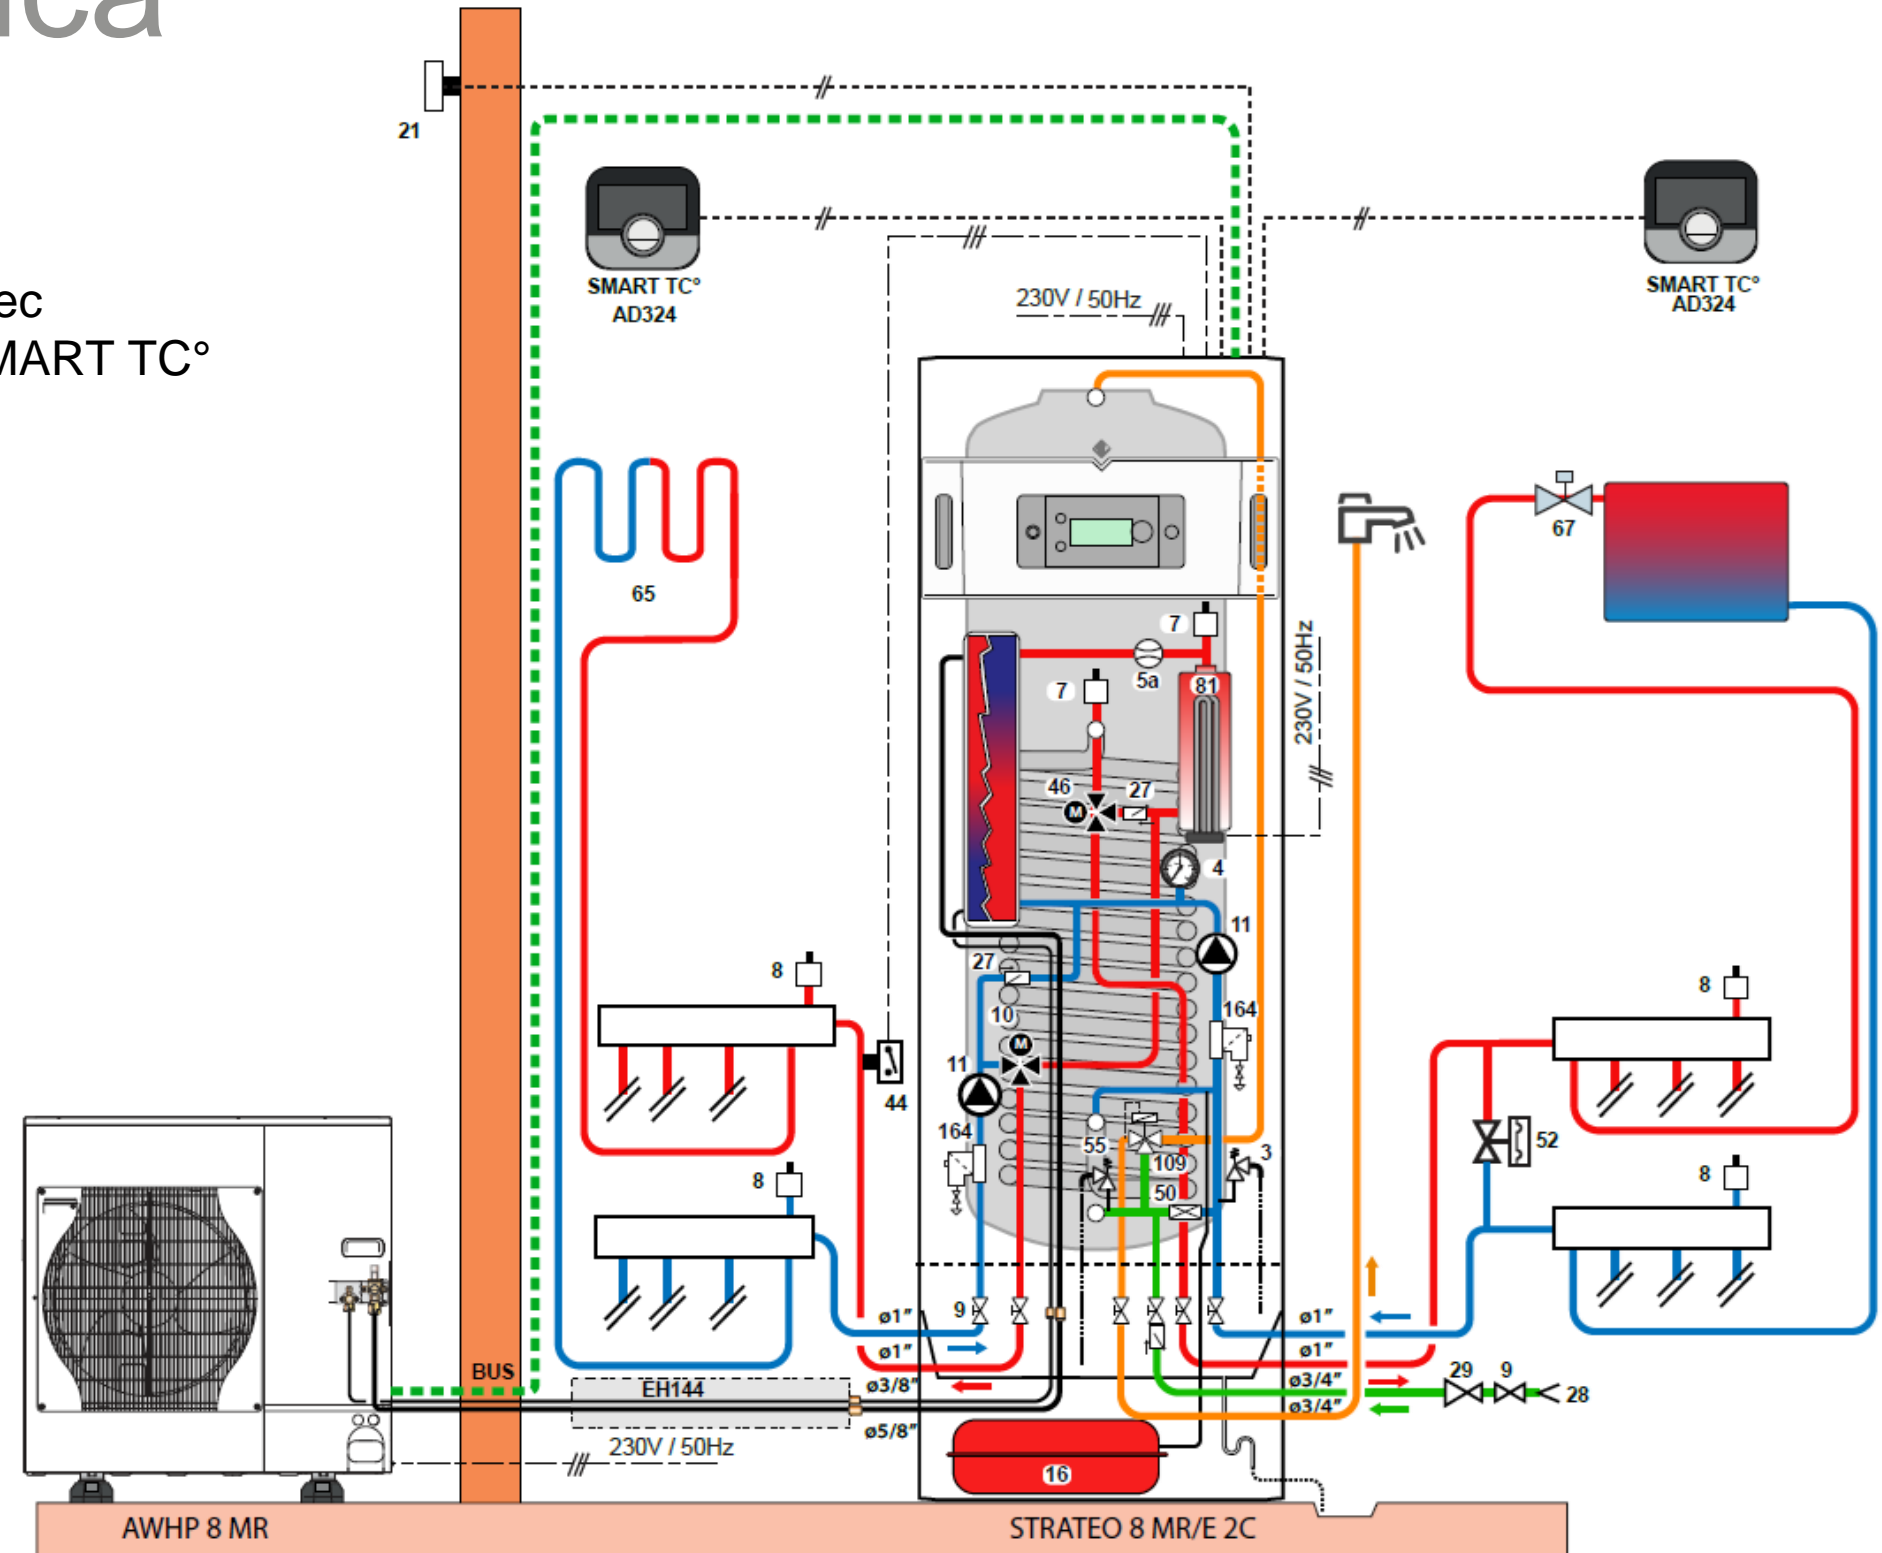 ica
21
SMART TC°
AD324
SMART TC°
AD324
ec
MART TC°
230V / 50Hz
65
67
7
5a
7
81
230V / 50Hz
46
27
M
4
11
27
8
8
10
M
164
11
44
164
55
109
3
50
52
8
8
9
ø1"
ø1"
ø1"
ø1"
BUS
EH144
ø3/8"
ø5/8"
ø3/4"
ø3/4"
29
9
28
230V / 50Hz
16
AWHP 8 MR
STRATEO 8 MR/E 2C